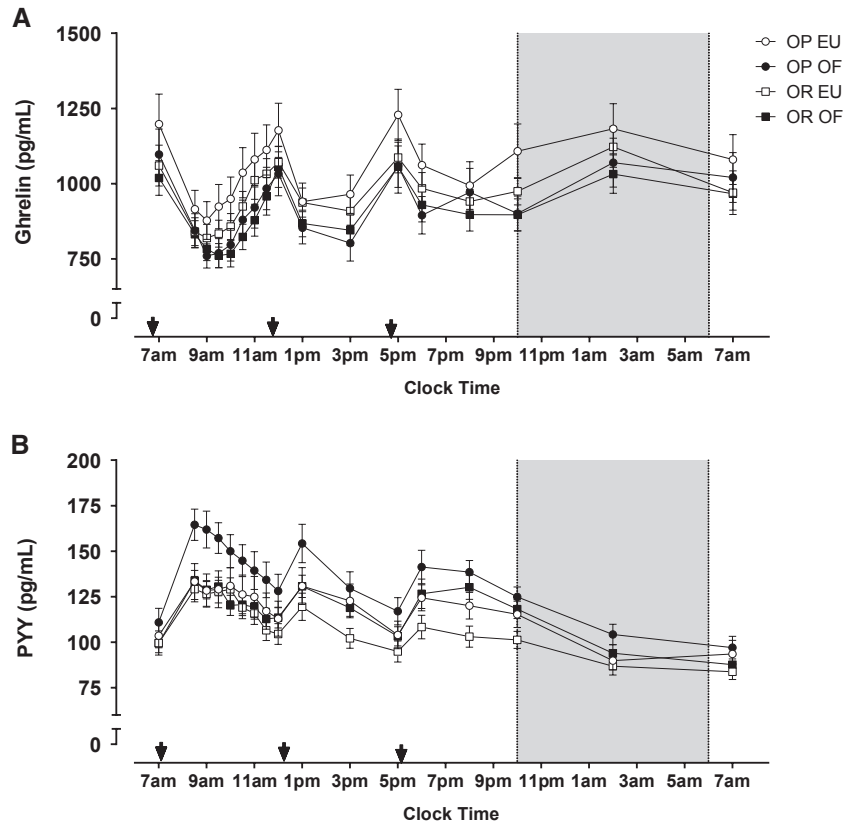 A
1500
1250
1000
750
0
Ghrelin (pg/mL)
OP EU
OP OF
OR EU
OR OF
7am 9am 11am 1pm 3pm 5pm 7pm 9pm 11pm 1am 3am 5am 7am
Clock Time
B
200
175
150
125
100
75
0
PYY (pg/mL)
7am 9am 11am 1pm 3pm 5pm 7pm 9pm 11pm 1am 3am 5am 7am
Clock Time